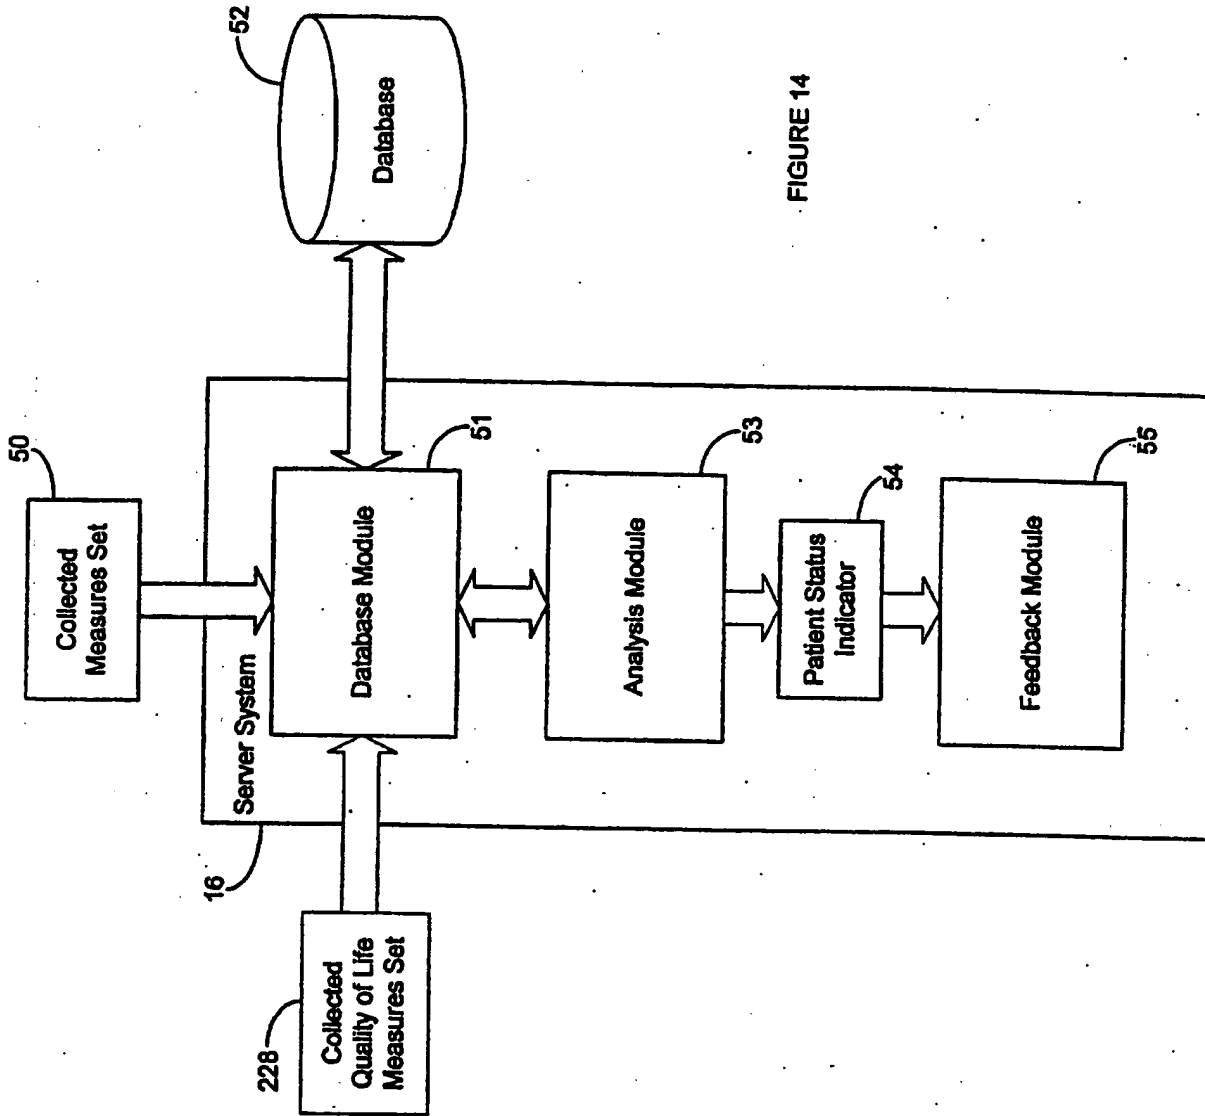 50
Collected
Measures Set
52
Database
228
Collected
Quality of Life
Measures Set
16
Server System
51
Database Module
53
Analysis Module
54
Patient Status
Indicator
55
Feedback Module
FIGURE 14